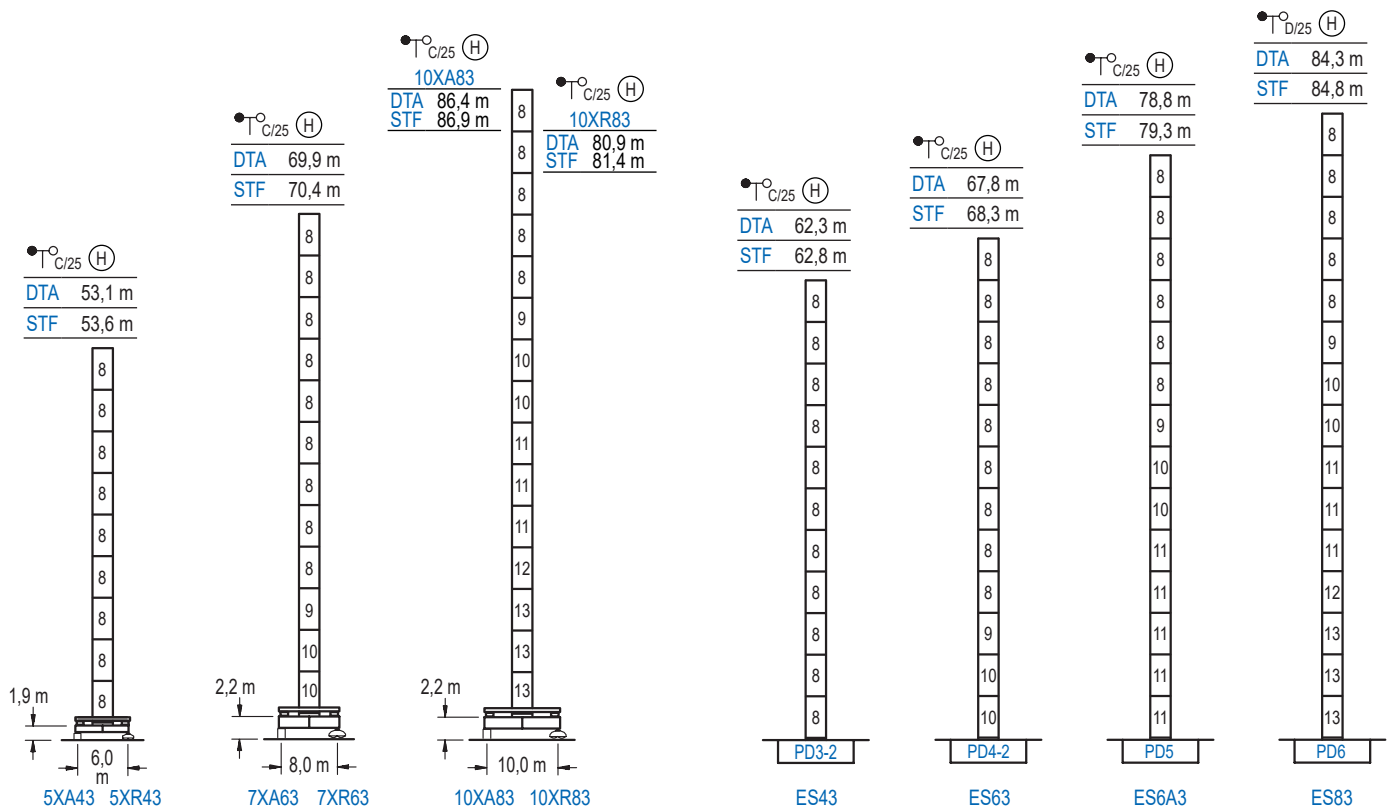 C/25 H
DTA 53,1 m
STF 53,6 m
8
8
8
8
8
8
8
8
8
1,9 m
6,0
m
5XA43 5XR43
C/25 H
DTA 69,9 m
STF 70,4 m
8
8
8
8
8
8
8
8
8
9
10
10
2,2 m
8,0 m
7XA63 7XR63
C/25 H
10XA83
DTA 86,4 m
STF 86,9 m
C/25 H
10XR83
DTA 80,9 m
STF 81,4 m
8
8
8
8
8
9
10
10
11
11
11
12
13
13
13
2,2 m
10,0 m
10XA83 10XR83
C/25 H
DTA 62,3 m
STF 62,8 m
8
8
8
8
8
8
8
8
8
8
8
PD3-2
ES43
C/25 H
DTA 67,8 m
STF 68,3 m
8
8
8
8
8
8
8
8
8
9
10
10
PD4-2
ES63
C/25 H
DTA 78,8 m
STF 79,3 m
8
8
8
8
8
8
9
10
10
11
11
11
11
11
PD5
ES6A3
D/25 H
DTA 84,3 m
STF 84,8 m
8
8
8
8
8
9
10
10
11
11
11
12
13
13
13
PD6
ES83